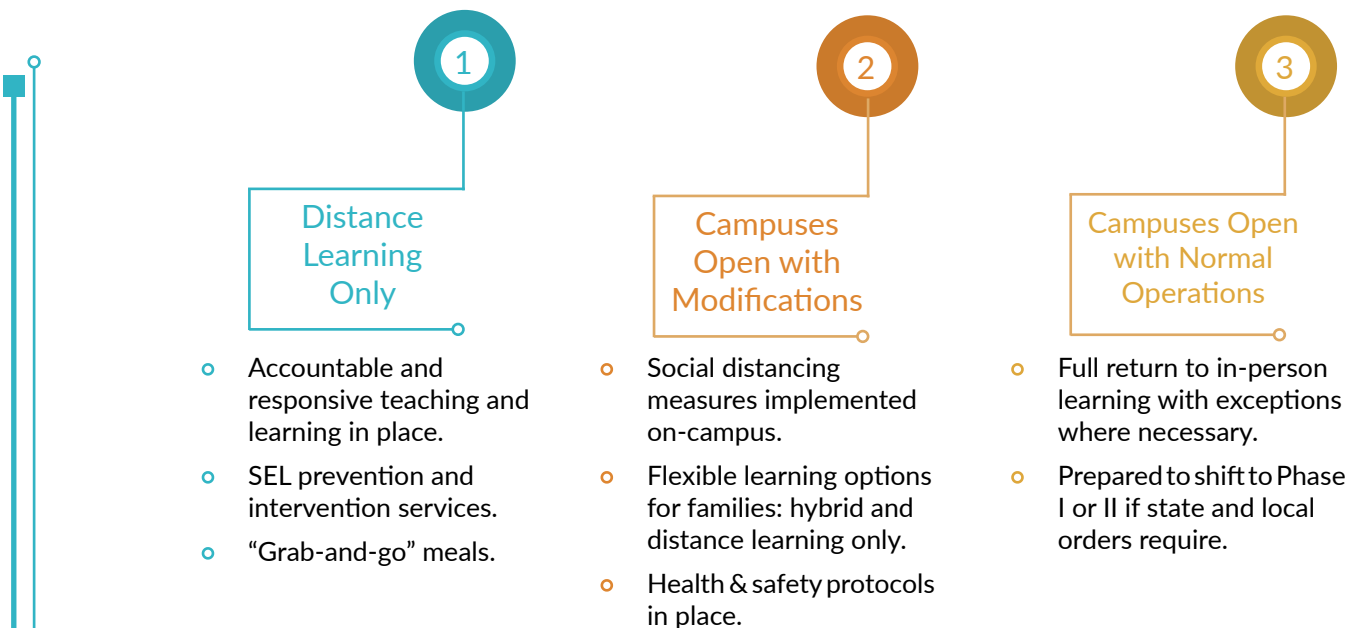 1
Distance
Learning
Only
Accountable and
responsive teaching and
learning in place.
SEL prevention and
intervention services.
“Grab-and-go” meals.
2
Campuses
Open with
Modifications
Social distancing
measures implemented
on-campus.
Flexible learning options
for families: hybrid and
distance learning only.
Health & safety protocols
in place.
3
Campuses Open
with Normal
Operations
Full return to in-person
learning with exceptions
where necessary.
Prepared to shift to Phase
I or II if state and local
orders require.